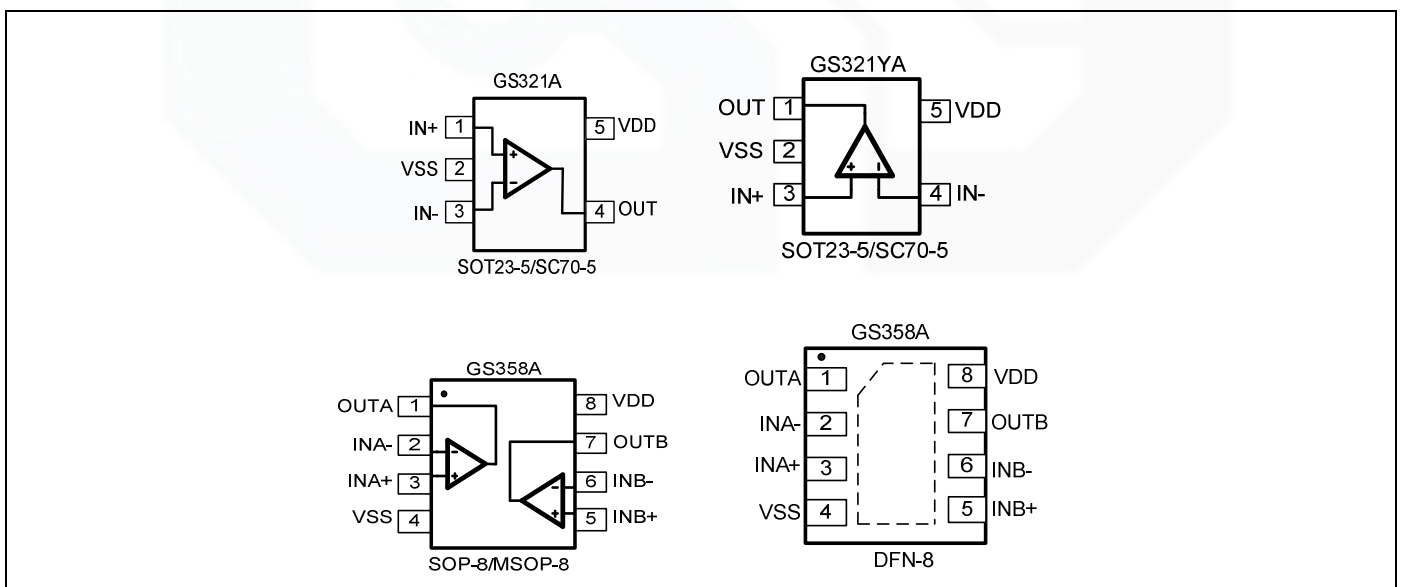 GS321A
IN+ 1 5 VDD
VSS 2
IN- 3 4 OUT
+
-
SOT23-5/SC70-5
GS321YA
OUT 1 5 VDD
VSS 2
IN+ 3 4 IN-
+ -
SOT23-5/SC70-5
GS358A
OUTA 1 8 VDD
INA- 2 7 OUTB
INA+ 3 6 INB-
VSS 4 5 INB+
- +
- +
SOP-8/MSOP-8
GS358A
OUTA 1 8 VDD
INA- 2 7 OUTB
INA+ 3 6 INB-
VSS 4 5 INB+
DFN-8